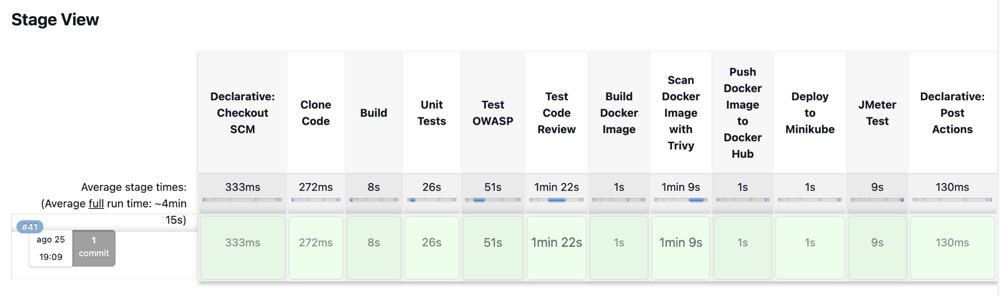 Stage View
Declarative:
Checkout
SCM
Clone
Code
Build
Unit
Tests
Test
OWASP
Test
Code
Review
Build
Docker
Image
Scan
Docker
Image
with
Trivy
Push
Docker
Image
to
Docker
Hub
Deploy
to
Minikube
JMeter
Test
Declarative:
Post
Actions
Average stage times:
(Average full run time: ~4min
15s)
333ms
272ms
8s
26s
51s
1min 22s
1s
1min 9s
1s
1s
9s
130ms
#41
ago 25
19:09
1
commit
333ms
272ms
8s
26s
51s
1min 22s
1s
1min 9s
1s
1s
9s
130ms